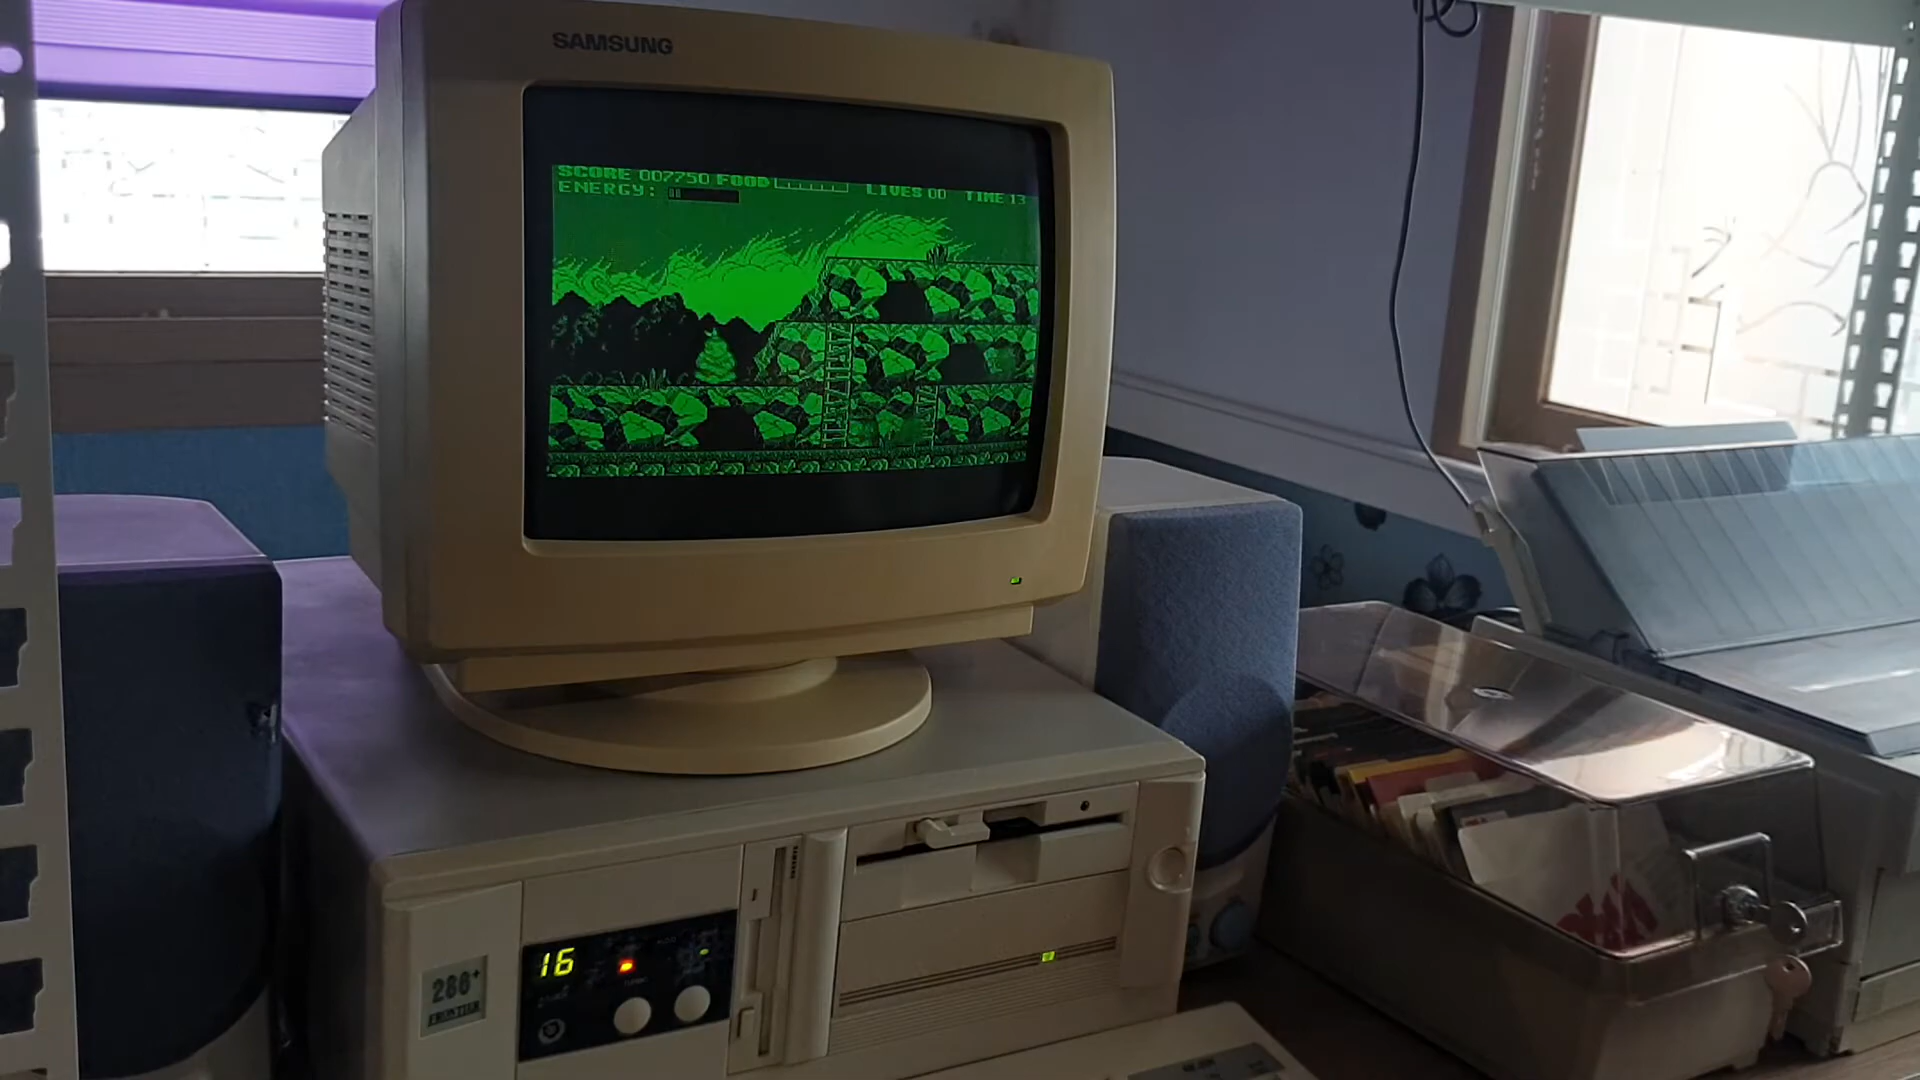 SAMSUNG
SCORE 007750 FOOD LIVES 00 TIME 13
ENERGY:
16
286+
FRONTIER